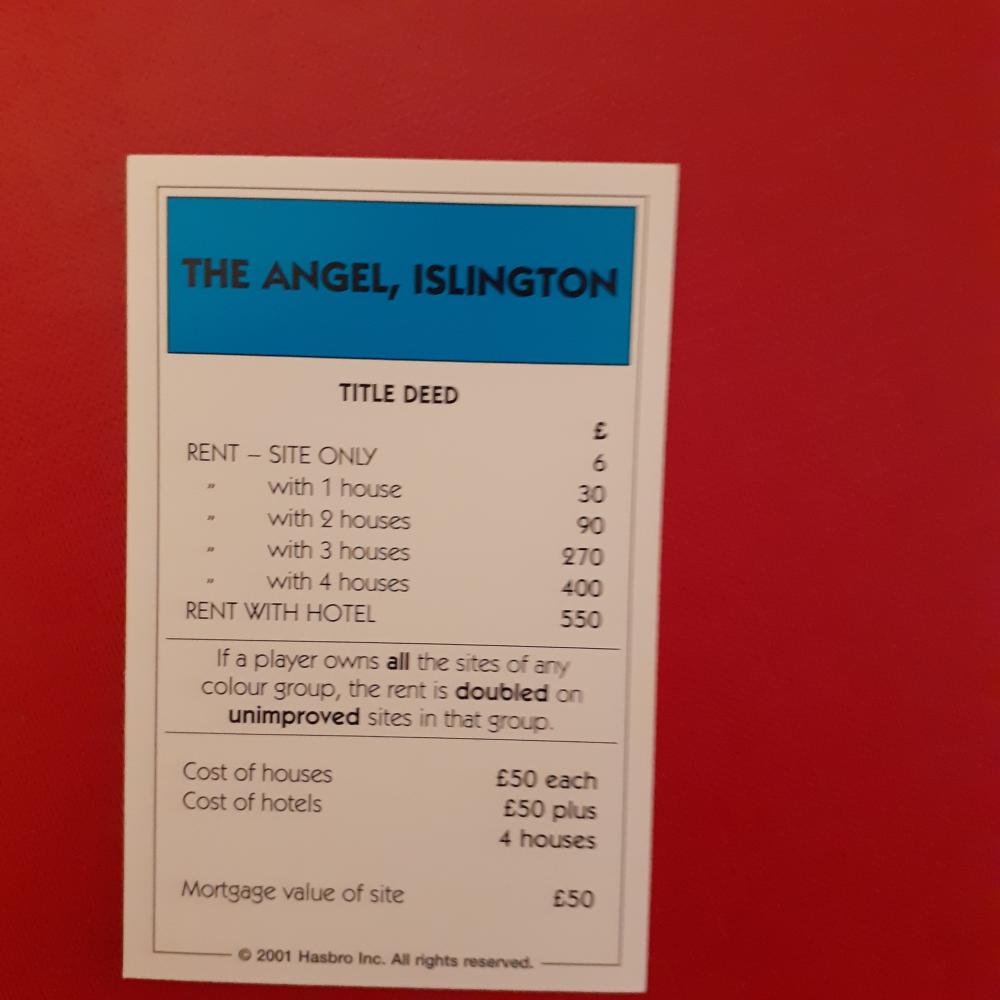 THE ANGEL, ISLINGTON
TITLE DEED
£
RENT – SITE ONLY 6
" with 1 house 30
" with 2 houses 90
" with 3 houses 270
" with 4 houses 400
RENT WITH HOTEL 550
If a player owns all the sites of any
colour group, the rent is doubled on
unimproved sites in that group.
Cost of houses £50 each
Cost of hotels £50 plus
4 houses
Mortgage value of site £50
© 2001 Hasbro Inc. All rights reserved.